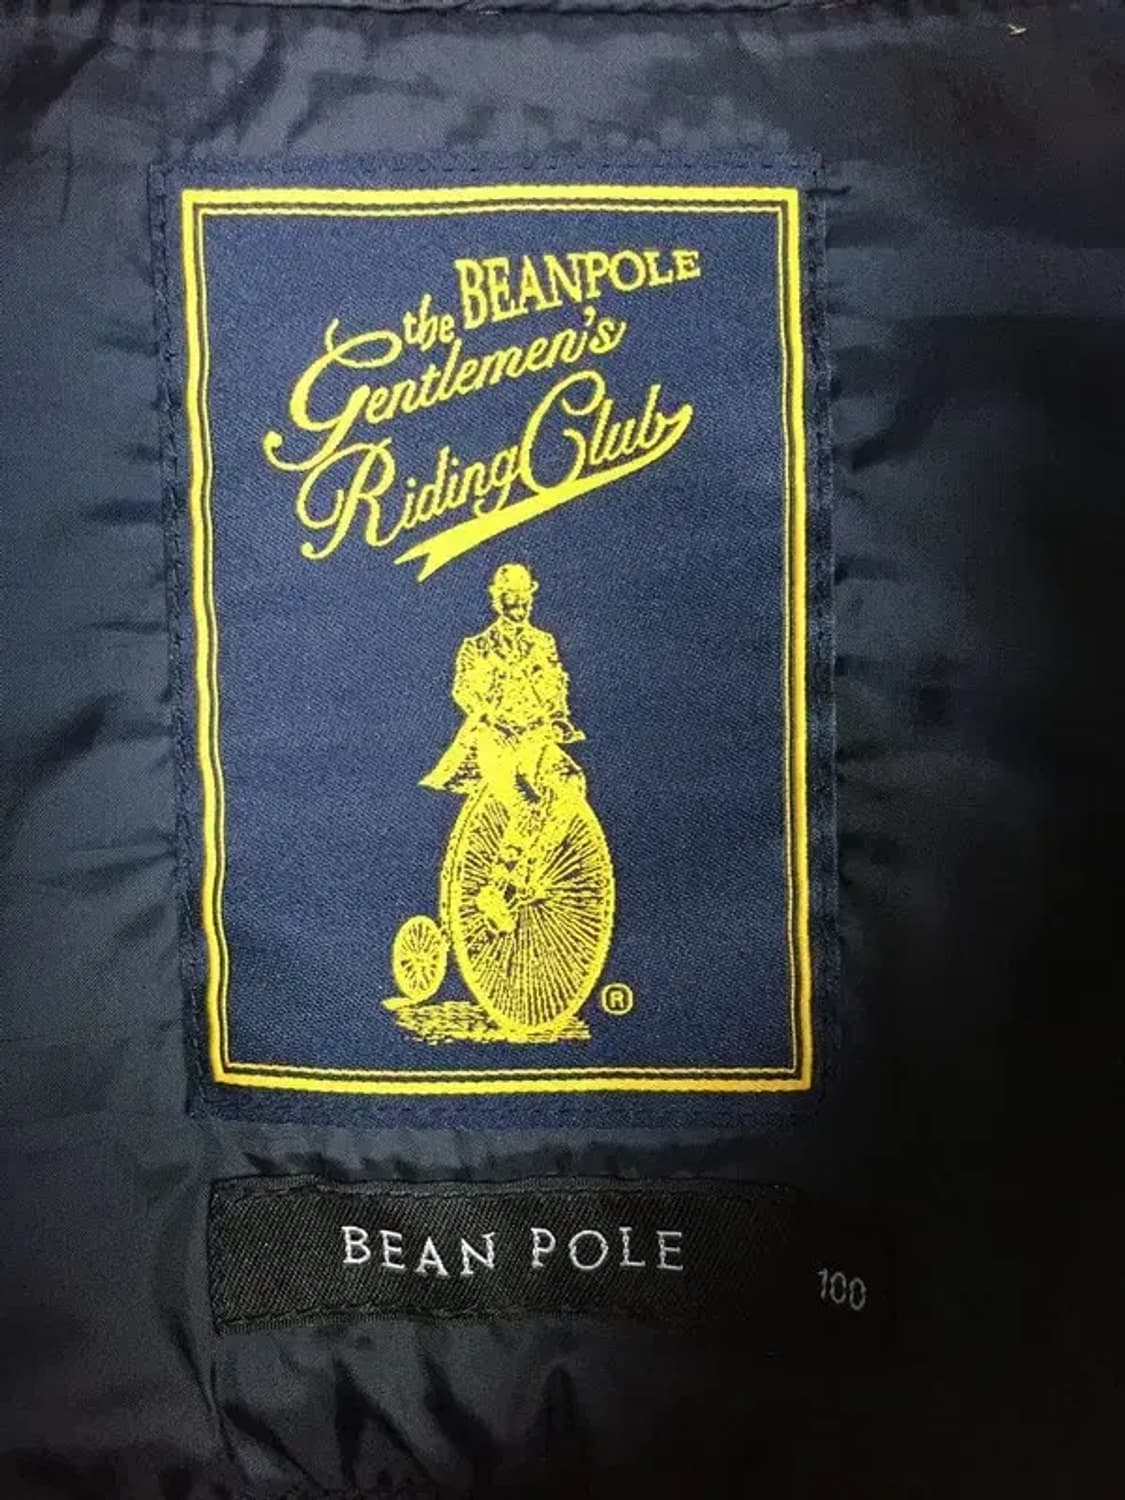 the BEANPOLE
Gentlemen's
Riding Club
®
BEAN POLE
100